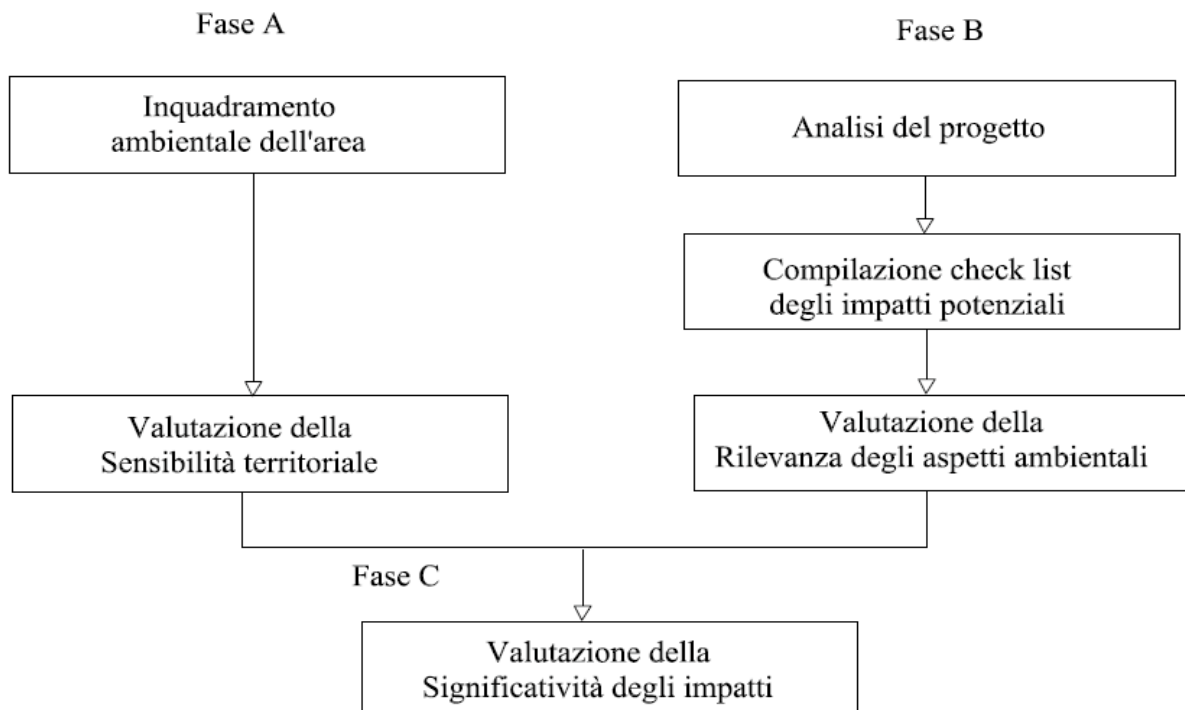 Fase A
Fase B
Inquadramento
ambientale dell'area
Analisi del progetto
Compilazione check list
degli impatti potenziali
Valutazione della
Sensibilità territoriale
Valutazione della
Rilevanza degli aspetti ambientali
Fase C
Valutazione della
Significatività degli impatti